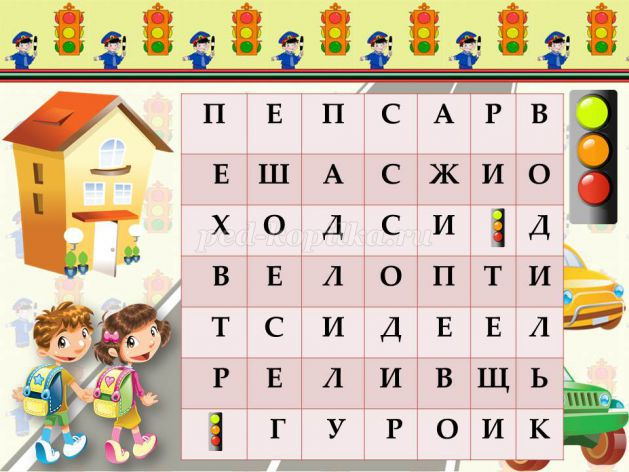 П Е П С А Р В
Е Ш А С Ж И О
Х О Д С И Д
ped-kopilka.ru
В Е Л О П Т И
Т С И Д Е Е Л
Р Е Л И В Щ Ь
Г У Р О И К